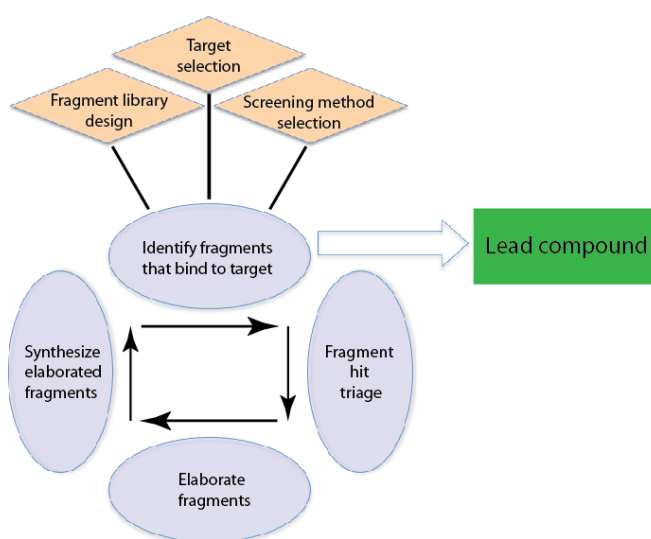 Target
selection
Fragment library
design
Screening method
selection
Identify fragments
that bind to target
Lead compound
Synthesize
elaborated
fragments
Fragment
hit
triage
Elaborate
fragments